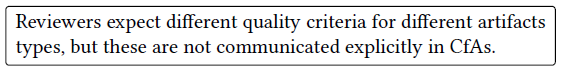 Reviewers expect different quality criteria for different artifacts
types, but these are not communicated explicitly in CfAs.